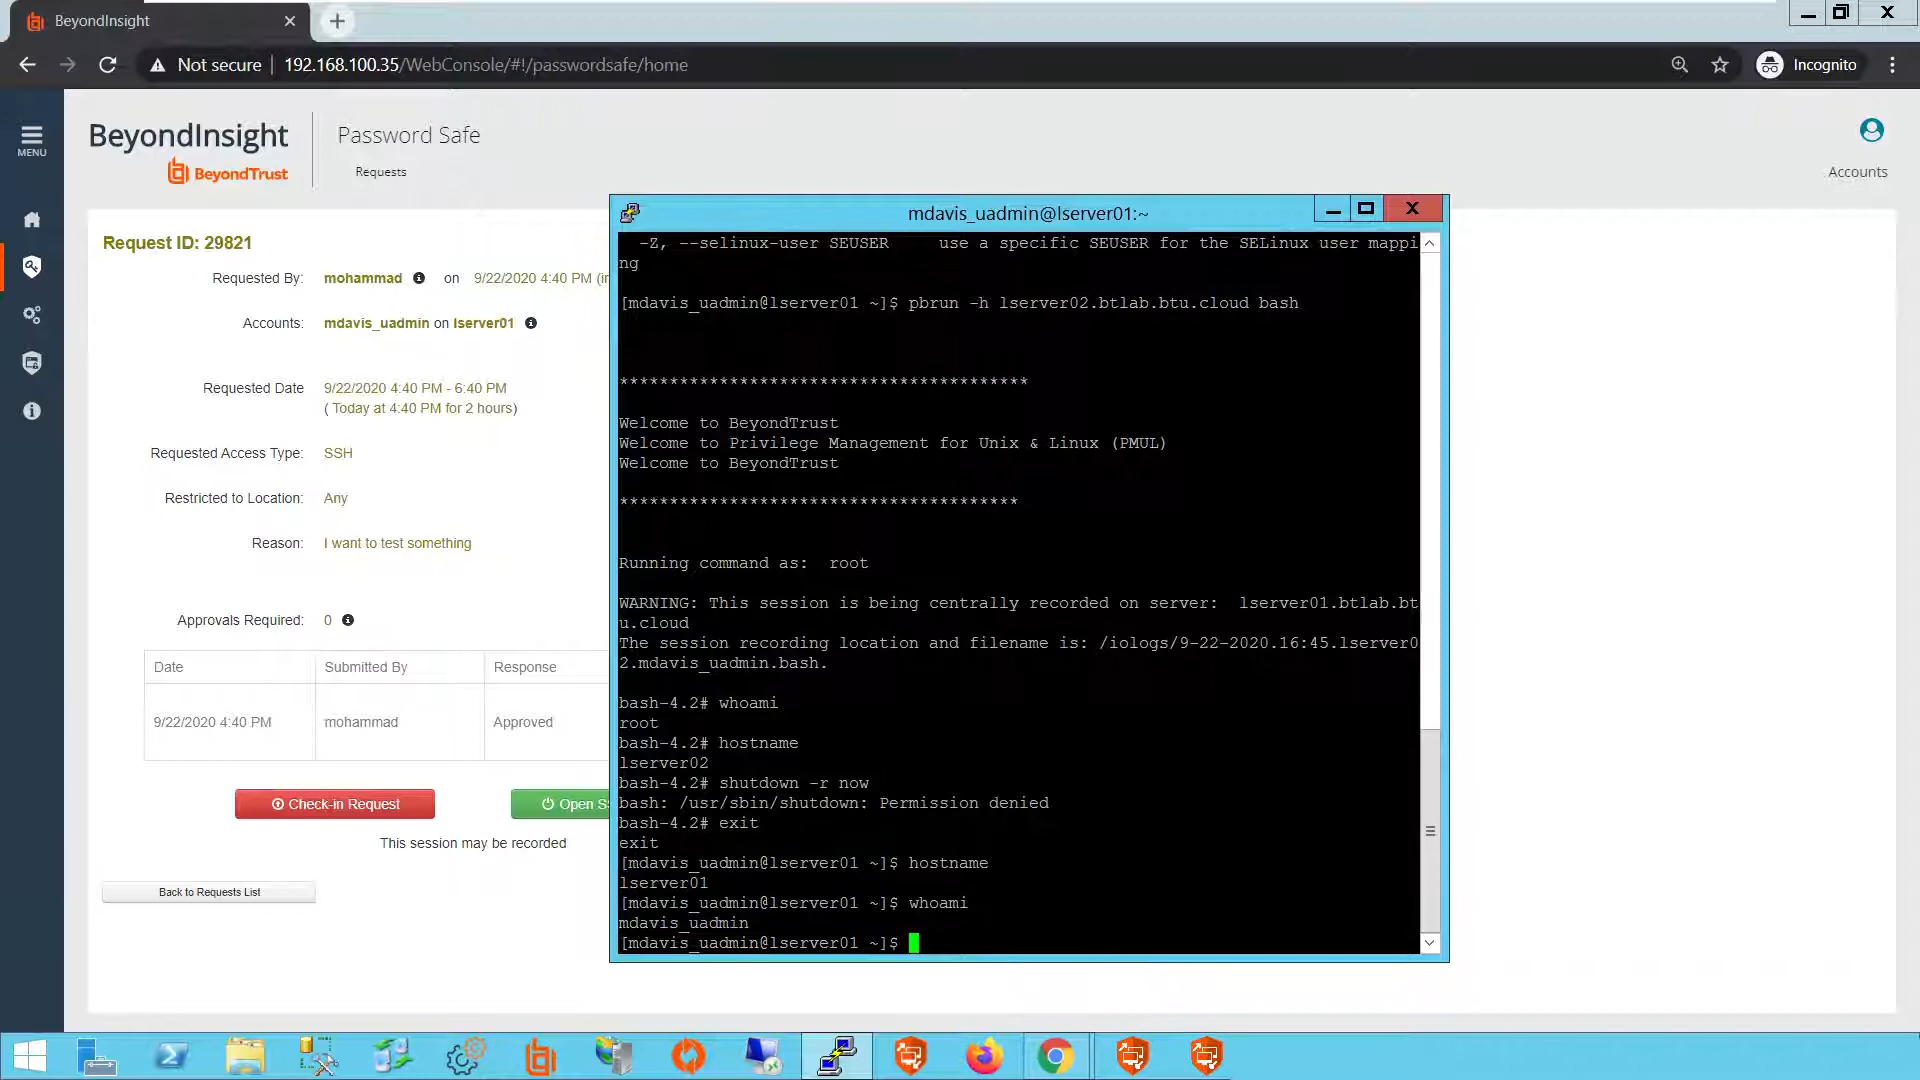 BeyondInsight
Not secure | 192.168.100.35/WebConsole/#!/passwordsafe/home
Incognito
MENU
BeyondInsight
BeyondTrust
Password Safe
Requests
Accounts
Request ID: 29821
Requested By: mohammad on 9/22/2020 4:40 PM (in
Accounts: mdavis_uadmin on lserver01
Requested Date 9/22/2020 4:40 PM - 6:40 PM
( Today at 4:40 PM for 2 hours)
Requested Access Type: SSH
Restricted to Location: Any
Reason: I want to test something
Approvals Required: 0
Date Submitted By Response
9/22/2020 4:40 PM mohammad Approved
Check-in Request
Open S
This session may be recorded
Back to Requests List
mdavis_uadmin@lserver01:~
-Z, --selinux-user SEUSER     use a specific SEUSER for the SELinux user mappi
ng
[mdavis_uadmin@lserver01 ~]$ pbrun -h lserver02.btlab.btu.cloud bash
*****************************************
Welcome to BeyondTrust
Welcome to Privilege Management for Unix & Linux (PMUL)
Welcome to BeyondTrust
****************************************
Running command as:  root
WARNING: This session is being centrally recorded on server:  lserver01.btlab.bt
u.cloud
The session recording location and filename is: /iologs/9-22-2020.16:45.lserver0
2.mdavis_uadmin.bash.
bash-4.2# whoami
root
bash-4.2# hostname
lserver02
bash-4.2# shutdown -r now
bash: /usr/sbin/shutdown: Permission denied
bash-4.2# exit
exit
[mdavis_uadmin@lserver01 ~]$ hostname
lserver01
[mdavis_uadmin@lserver01 ~]$ whoami
mdavis_uadmin
[mdavis_uadmin@lserver01 ~]$